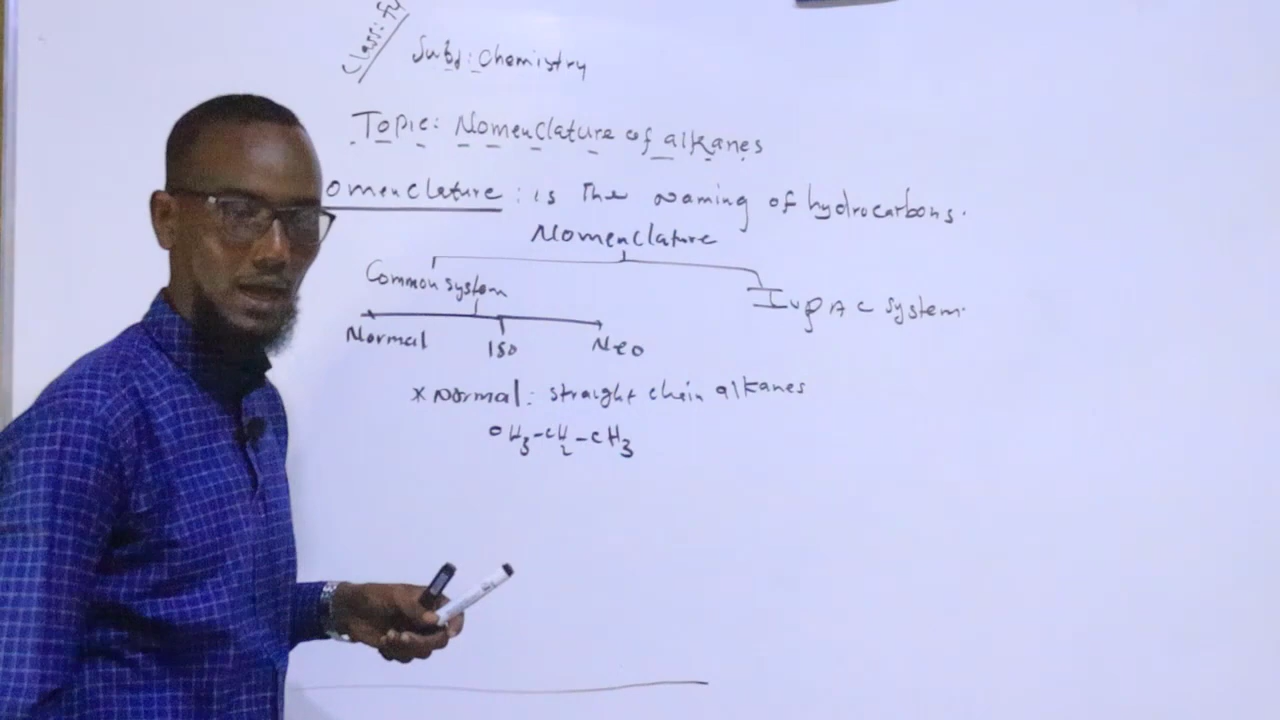 Classify
Subj: Chemistry
Topic: Nomenclature of alkanes
omenclature: is The naming of hydrocarbons.
Nomenclature
Common system
IupAC system.
Normal Iso Neo
* Normal: straight chain alkanes
CH3-CH2-CH3